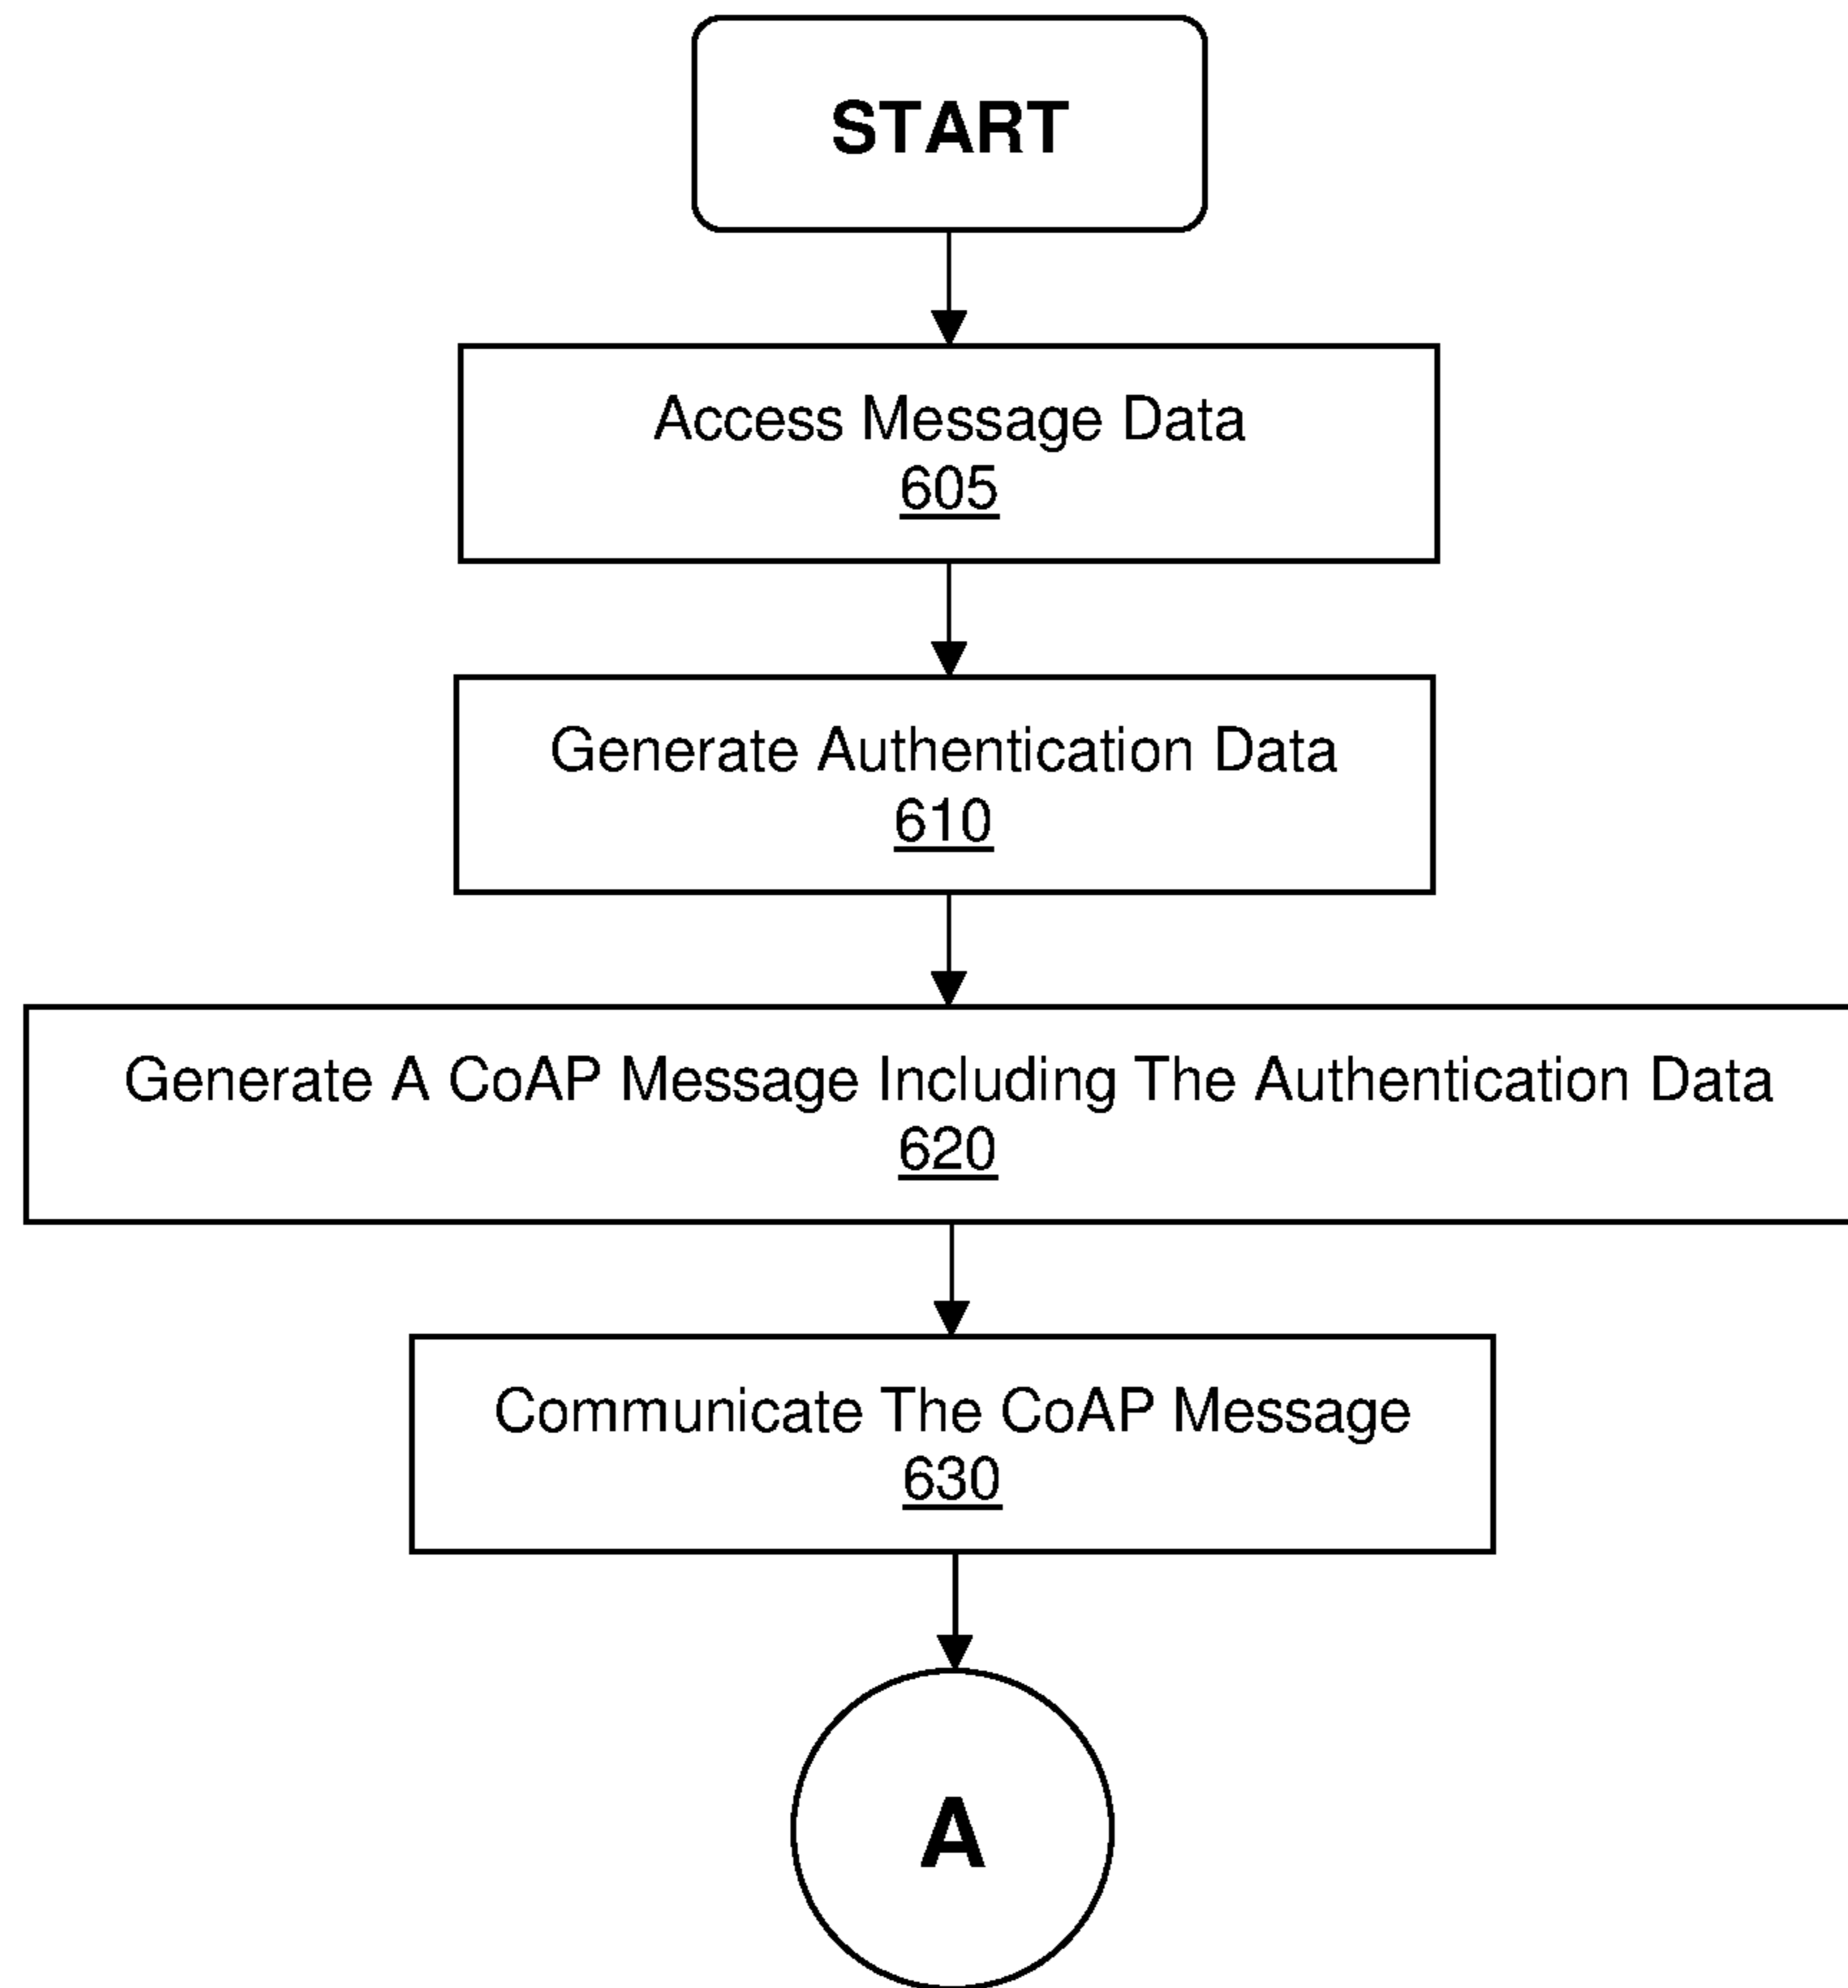 START
Access Message Data
605
Generate Authentication Data
610
Generate A CoAP Message Including The Authentication Data
620
Communicate The CoAP Message
630
A